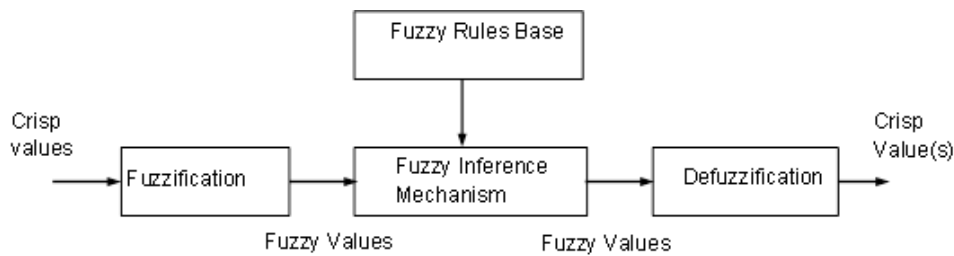 Fuzzy Rules Base
Crisp
values
Fuzzification
Fuzzy Inference
Mechanism
Defuzzification
Crisp
Value(s)
Fuzzy Values
Fuzzy Values